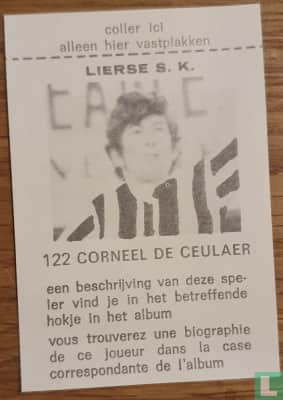 coller ici
alleen hier vastplakken
LIERSE S. K.
122 CORNEEL DE CEULAER
een beschrijving van deze spe-
ler vind je in het betreffende
hokje in het album
vous trouverez une biographie
de ce joueur dans la case
correspondante de l'album